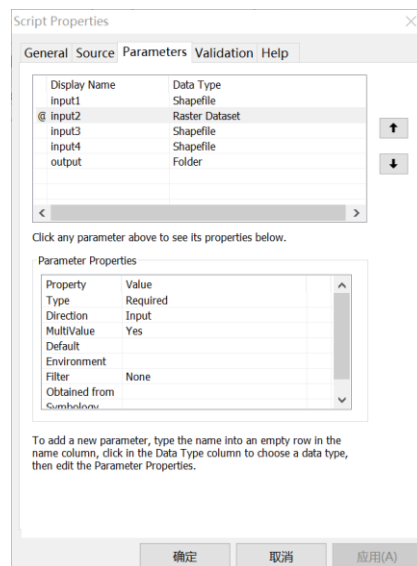 Script Properties
General Source Parameters Validation Help
Display Name Data Type
input1 Shapefile
@ input2 Raster Dataset
input3 Shapefile
input4 Shapefile
output Folder
Click any parameter above to see its properties below.
Parameter Properties
Property Value
Type Required
Direction Input
MultiValue Yes
Default
Environment
Filter None
Obtained from
Symbology
To add a new parameter, type the name into an empty row in the
name column, click in the Data Type column to choose a data type,
then edit the Parameter Properties.
确定 取消 应用(A)